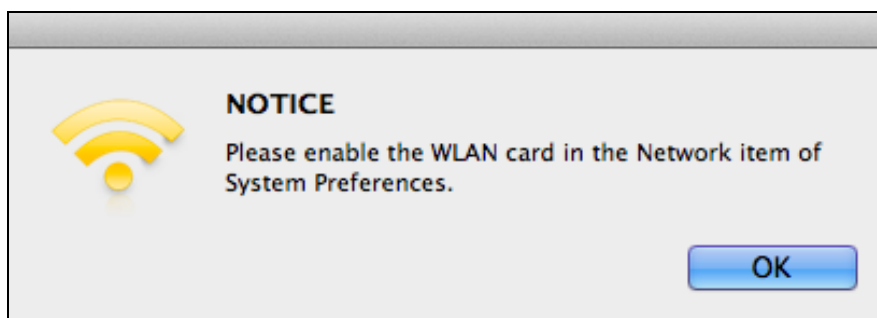 NOTICE
Please enable the WLAN card in the Network item of
System Preferences.
OK